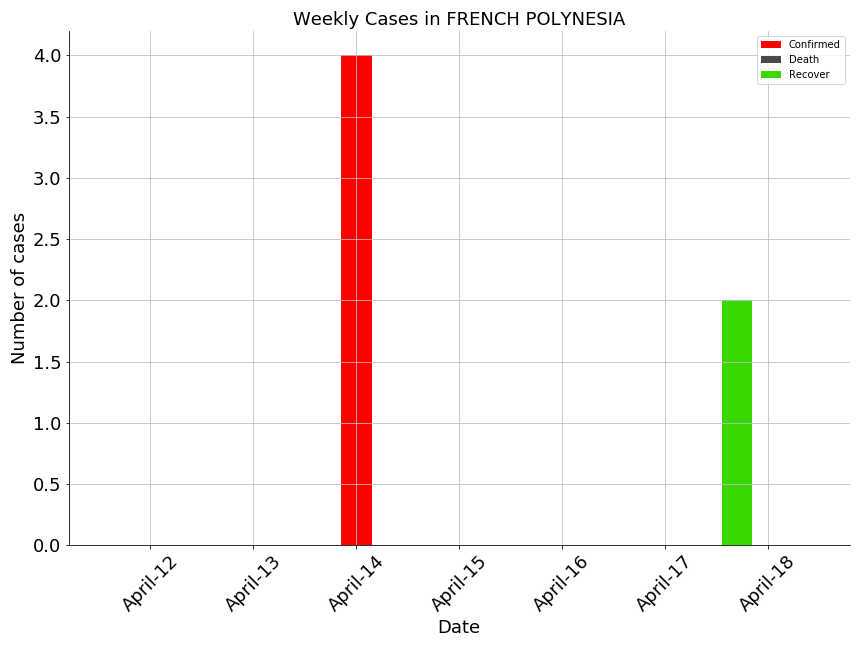 Weekly Cases in FRENCH POLYNESIA
Confirmed
Death
Recover
4.0
3.5
3.0
2.5
2.0
1.5
1.0
0.5
0.0
Number of cases
April-12
April-13
April-14
April-15
April-16
April-17
April-18
Date